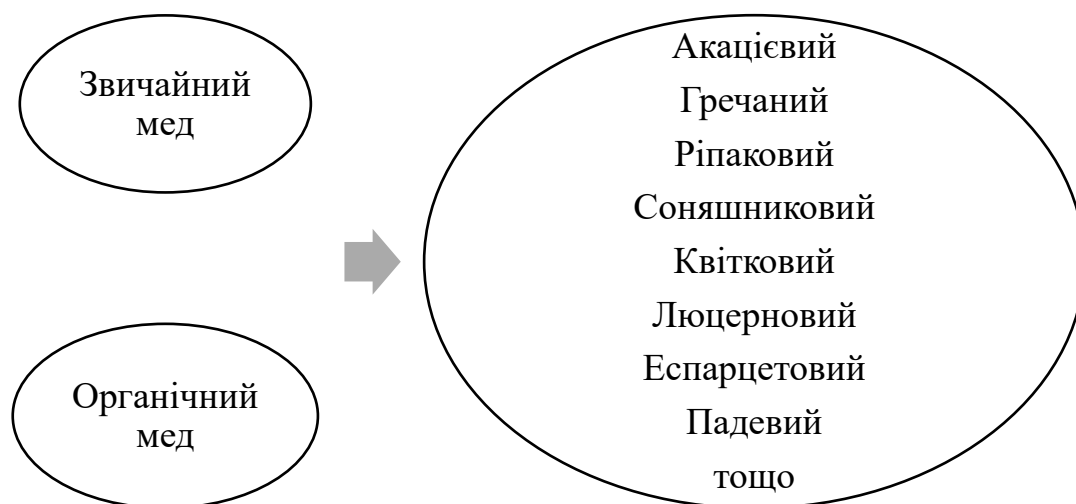 Звичайний
мед
Органічний
мед
Акацієвий
Гречаний
Ріпаковий
Соняшниковий
Квітковий
Люцерновий
Еспарцетовий
Падевий
тощо